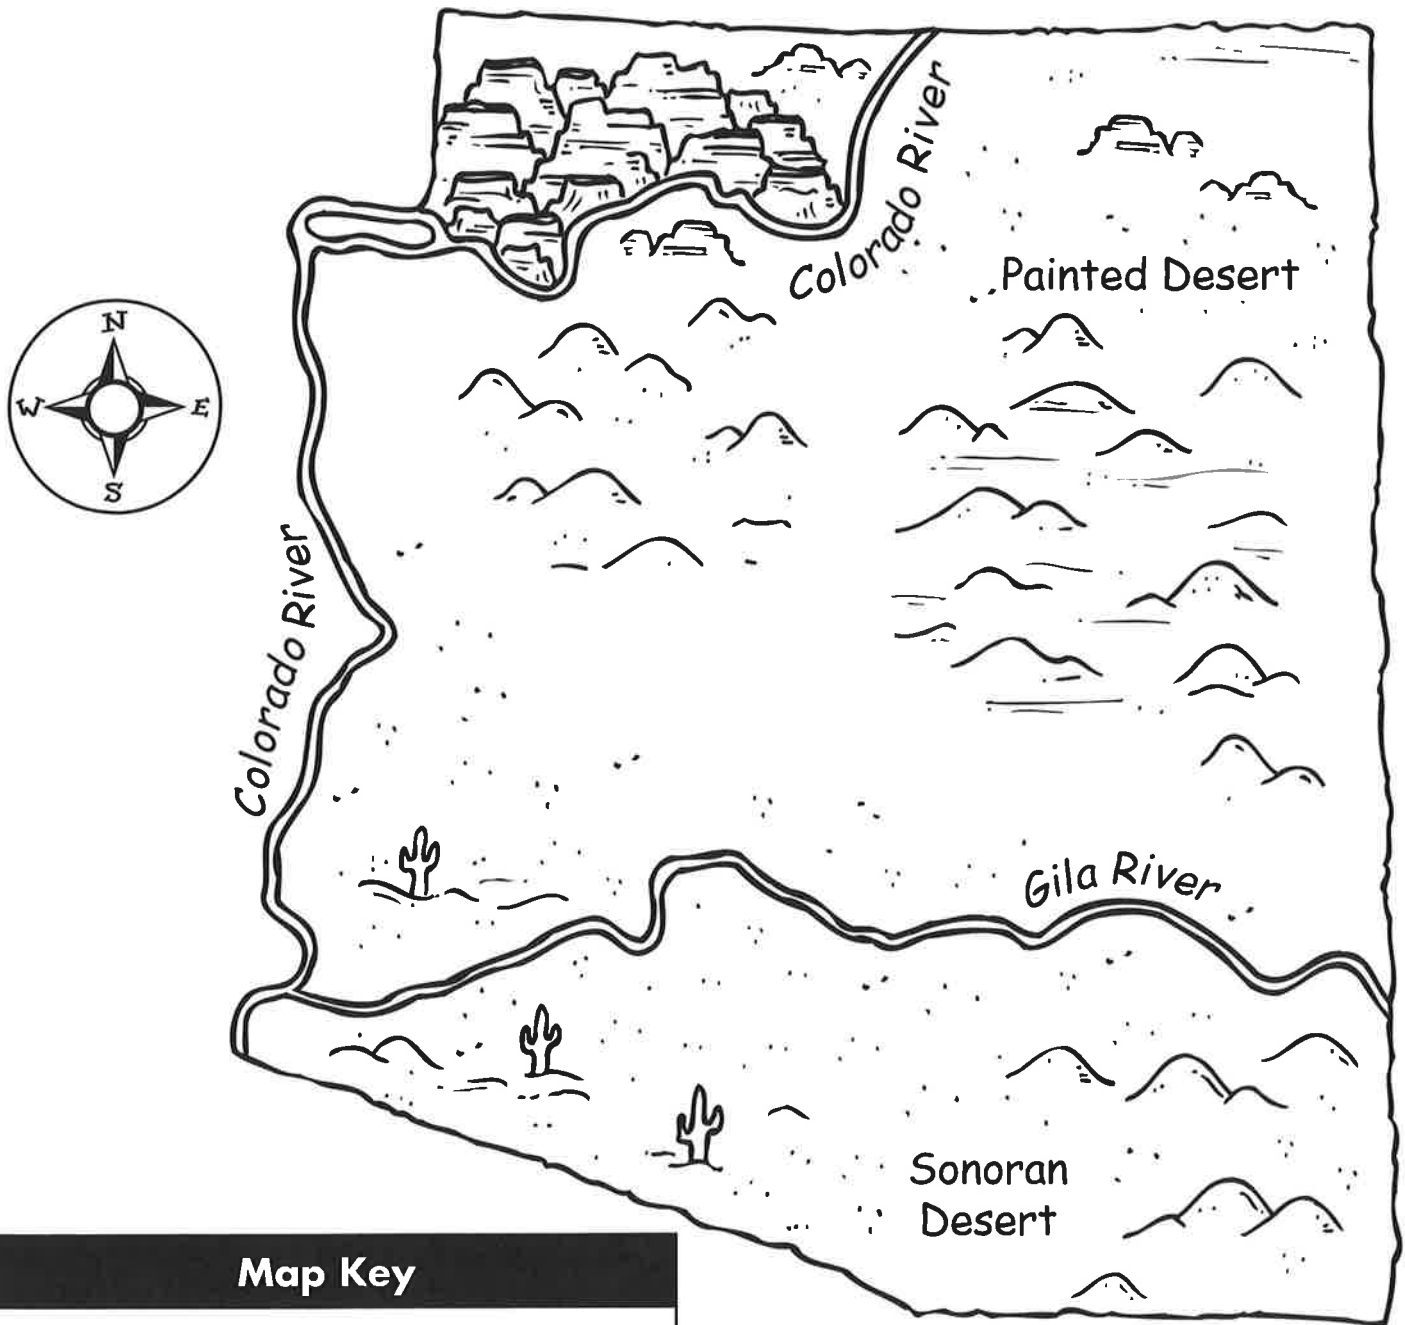 Colorado River
Painted Desert
N
W E
S
Colorado River
Gila River
Sonoran
Desert
Map Key